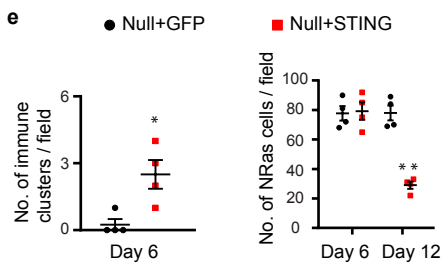 e
Null+GFP Null+STING
No. of immune
clusters / field
6
3
0
*
Day 6
No. of NRas cells / field
100
80
60
40
20
0
* *
Day 6 Day 12